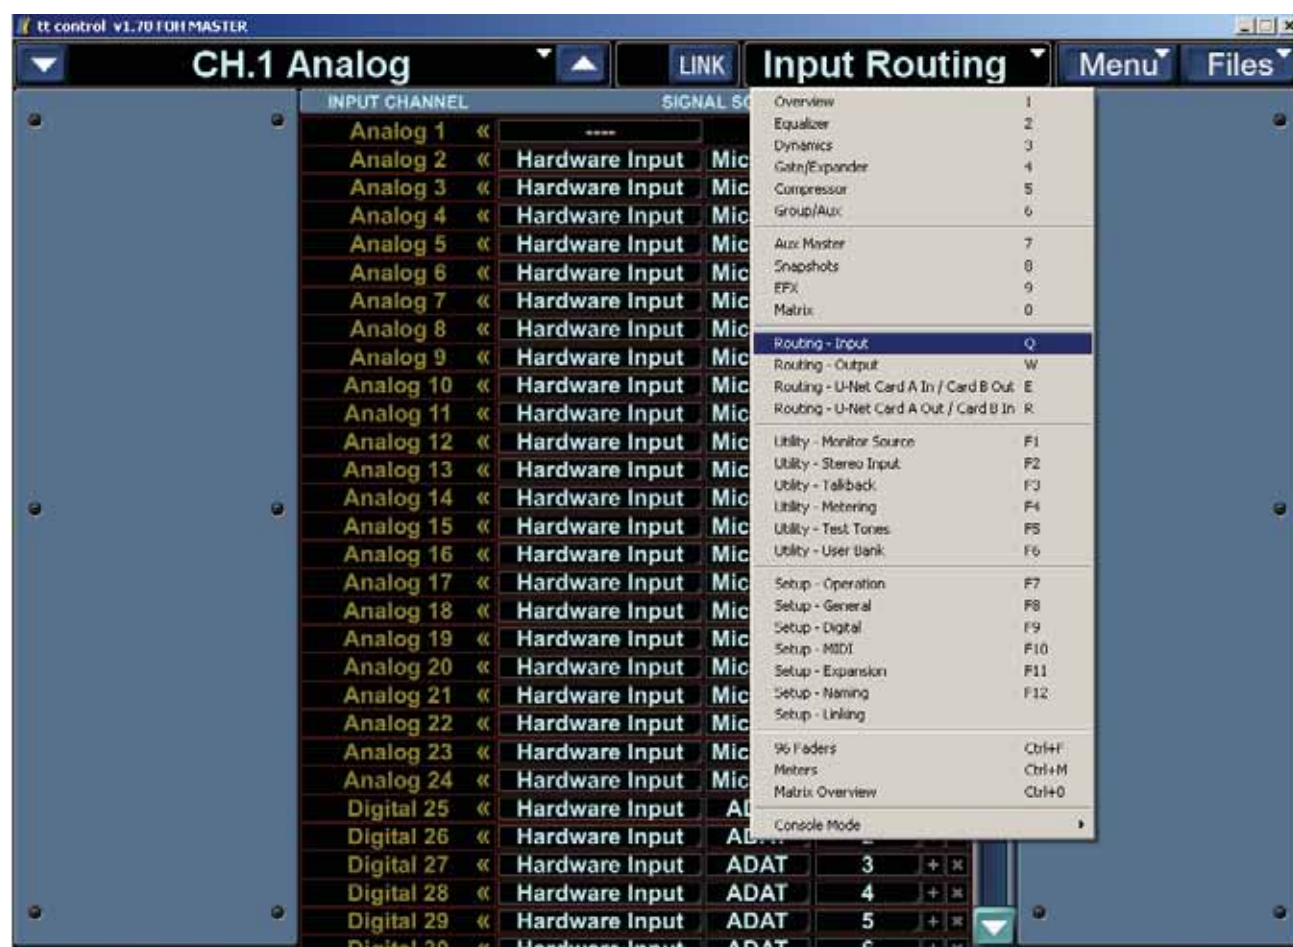 tt control v1.70 FOH MASTER
CH.1 Analog LINK Input Routing Menu Files
INPUT CHANNEL SIGNAL
Analog 1 « ----
Analog 2 « Hardware Input Mic
Analog 3 « Hardware Input Mic
Analog 4 « Hardware Input Mic
Analog 5 « Hardware Input Mic
Analog 6 « Hardware Input Mic
Analog 7 « Hardware Input Mic
Analog 8 « Hardware Input Mic
Analog 9 « Hardware Input Mic
Analog 10 « Hardware Input Mic
Analog 11 « Hardware Input Mic
Analog 12 « Hardware Input Mic
Analog 13 « Hardware Input Mic
Analog 14 « Hardware Input Mic
Analog 15 « Hardware Input Mic
Analog 16 « Hardware Input Mic
Analog 17 « Hardware Input Mic
Analog 18 « Hardware Input Mic
Analog 19 « Hardware Input Mic
Analog 20 « Hardware Input Mic
Analog 21 « Hardware Input Mic
Analog 22 « Hardware Input Mic
Analog 23 « Hardware Input Mic
Analog 24 « Hardware Input Mic
Digital 25 « Hardware Input
Digital 26 « Hardware Input
Digital 27 « Hardware Input ADAT 3 + ×
Digital 28 « Hardware Input ADAT 4 + ×
Digital 29 « Hardware Input ADAT 5 + ×
Overview 1
Equalizer 2
Dynamics 3
Gate/Expander 4
Compressor 5
Group/Aux 6
Aux Master 7
Snapshots 8
EFX 9
Matrix 0
Routing - Input Q
Routing - Output W
Routing - U-Net Card A In / Card B Out E
Routing - U-Net Card A Out / Card B In R
Utility - Monitor Source F1
Utility - Stereo Input F2
Utility - Talkback F3
Utility - Metering F4
Utility - Test Tones F5
Utility - User Bank F6
Setup - Operation F7
Setup - General F8
Setup - Digital F9
Setup - MIDI F10
Setup - Expansion F11
Setup - Naming F12
Setup - Linking
96 Faders Ctrl+F
Meters Ctrl+M
Matrix Overview Ctrl+0
Console Mode